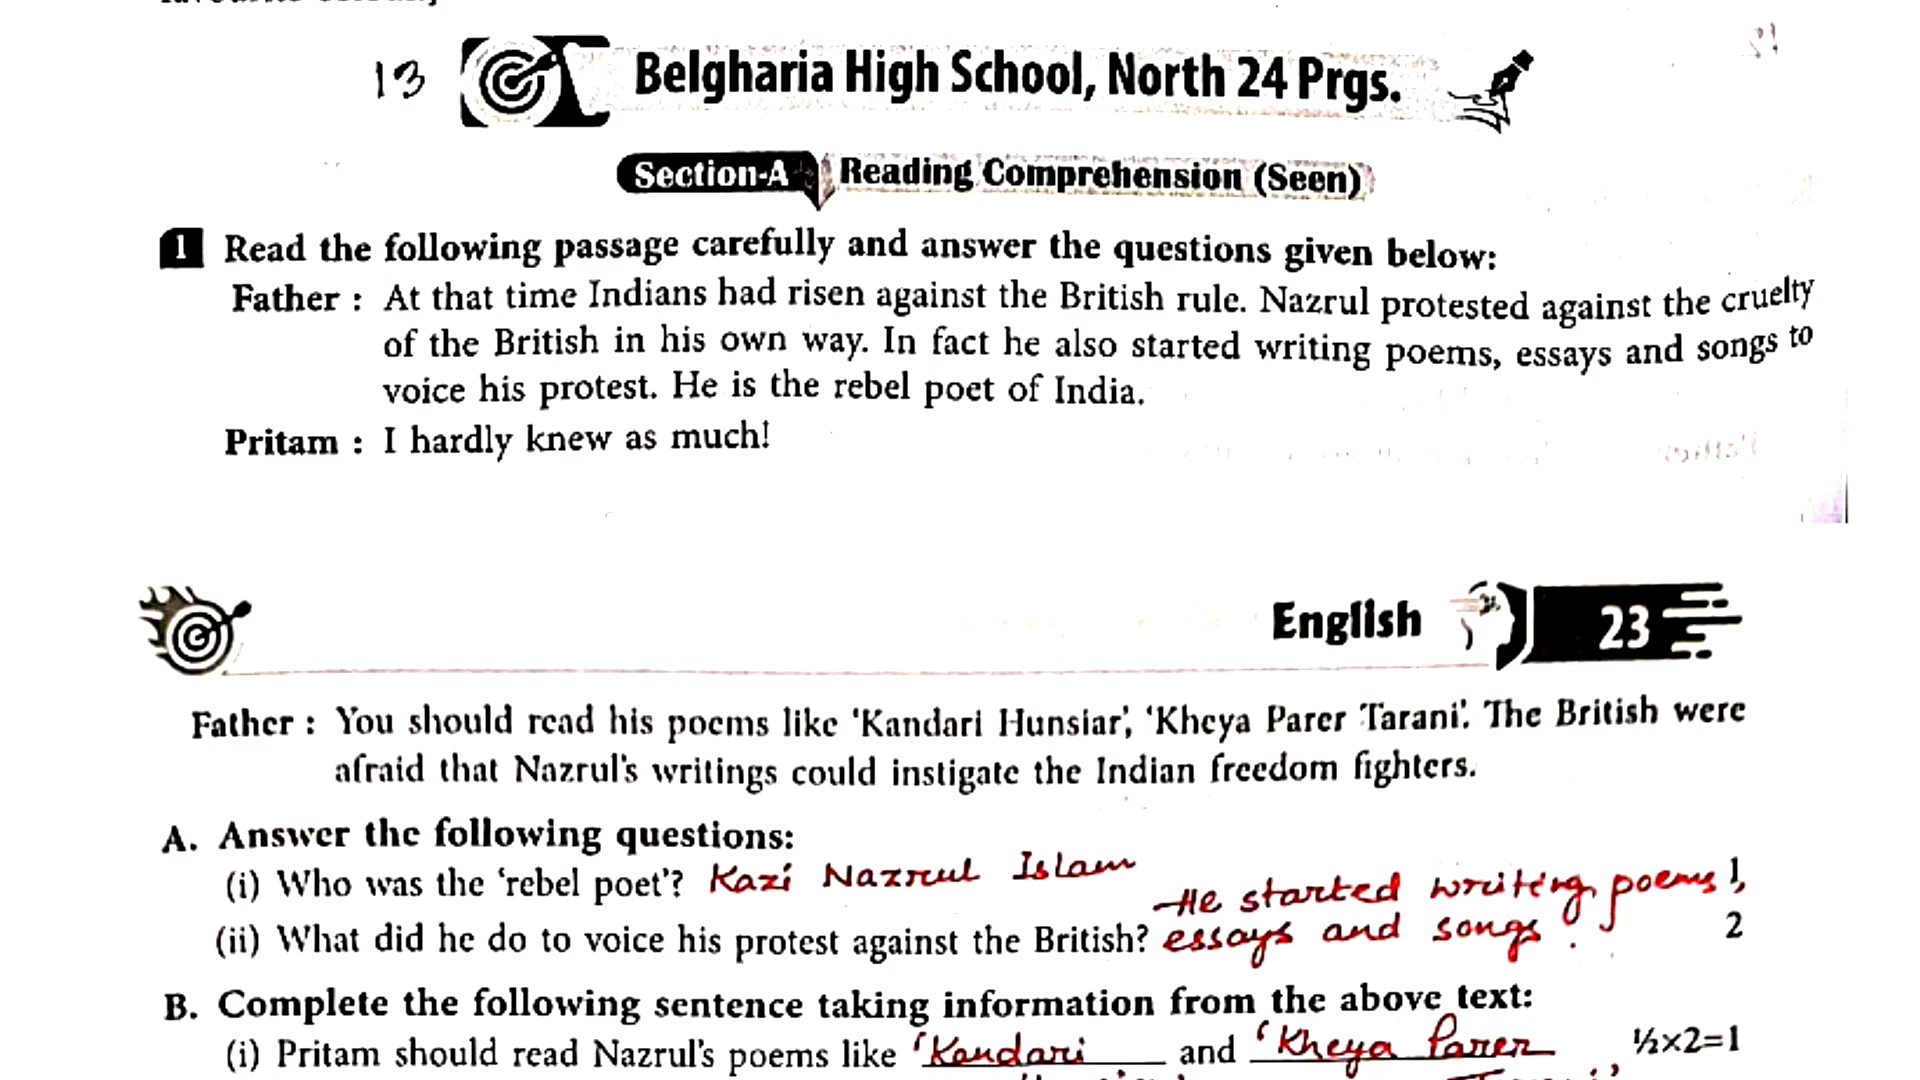 13 Belgharia High School, North 24 Prgs.
Section-A Reading Comprehension (Seen)
1 Read the following passage carefully and answer the questions given below:
Father : At that time Indians had risen against the British rule. Nazrul protested against the cruelty
of the British in his own way. In fact he also started writing poems, essays and songs to
voice his protest. He is the rebel poet of India.
Pritam : I hardly knew as much!
English 23
Father : You should read his poems like 'Kandari Hunsiar', 'Kheya Parer Tarani'. The British were
afraid that Nazrul's writings could instigate the Indian freedom fighters.
A. Answer the following questions:
(i) Who was the 'rebel poet'? Kazi Nazrul Islam 1
He started writing poems,
(ii) What did he do to voice his protest against the British? essays and songs. 2
B. Complete the following sentence taking information from the above text:
(i) Pritam should read Nazrul's poems like 'Kandari and 'Kheya Parer ½×2=1